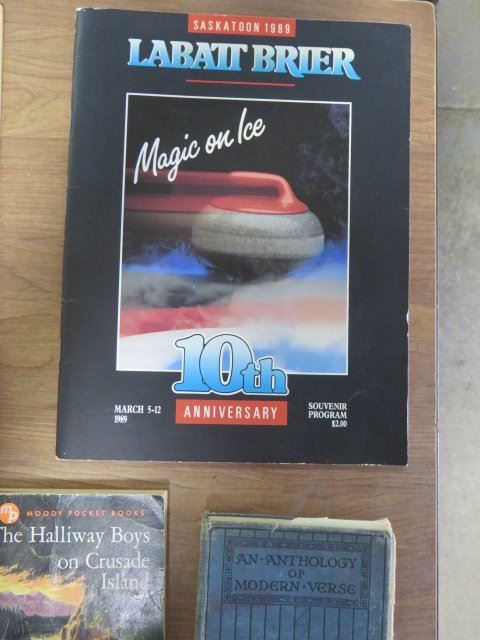 SASKATOON 1989
LABATT BRIER
Magic on Ice
10th
ANNIVERSARY
MARCH 5-12
1989
SOUVENIR
PROGRAM
$2.00
mp
MOODY POCKET BOOKS
The Halliway Boys
on Crusade
Island
AN·ANTHOLOGY
OF
MODERN·VERSE